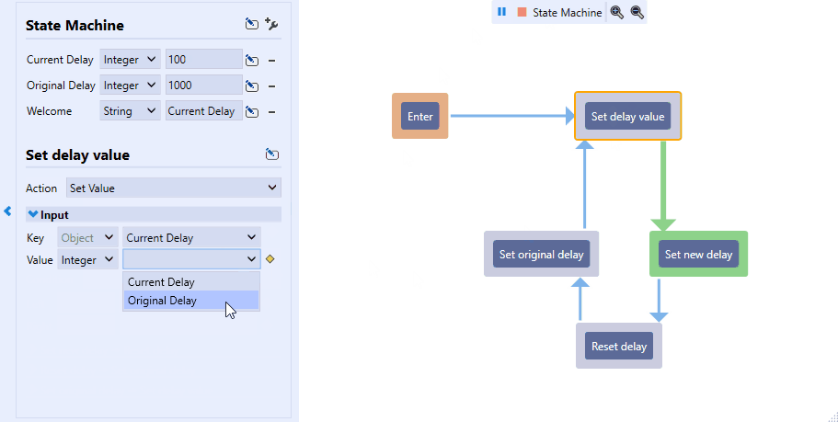 State Machine
Current Delay Integer 100
Original Delay Integer 1000
Welcome String Current Delay
Set delay value
Action Set Value
Input
Key Object Current Delay
Value Integer
Current Delay
Original Delay
State Machine
Enter
Set delay value
Set original delay
Set new delay
Reset delay